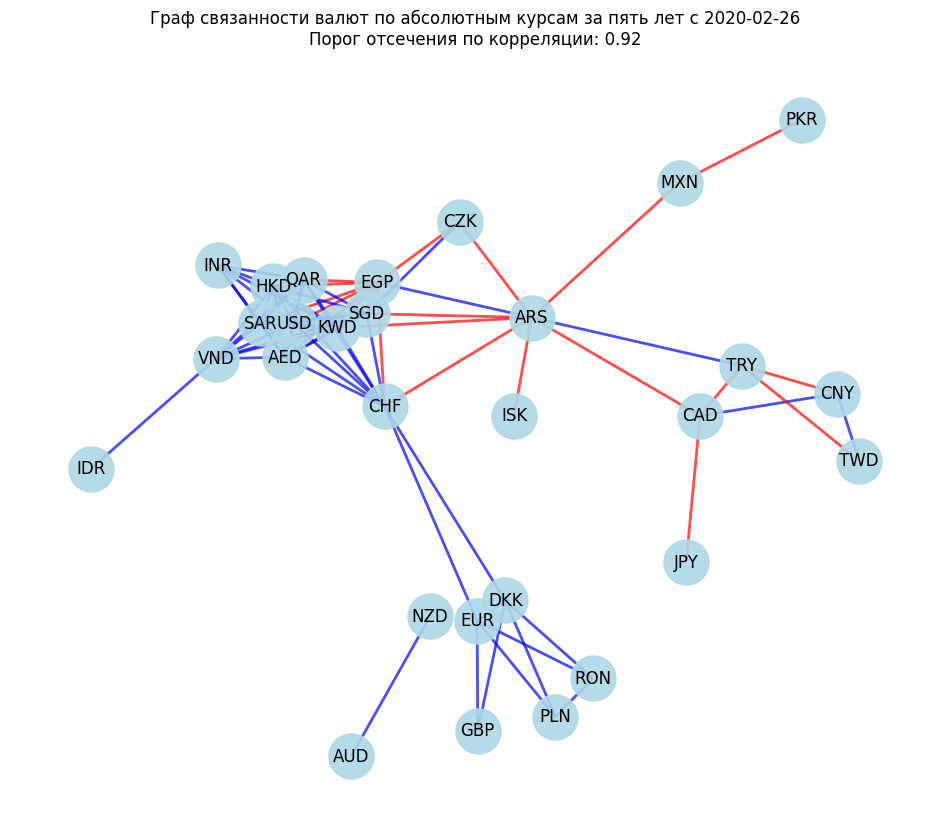 Граф связанности валют по абсолютным курсам за пять лет с 2020-02-26
Порог отсечения по корреляции: 0.92
PKR
MXN
CZK
INR
QAR
EGP
HKD
SGD
ARS
SAR
USD
KWD
VND
AED
TRY
CNY
CHF
ISK
CAD
TWD
IDR
JPY
DKK
NZD
EUR
RON
PLN
GBP
AUD